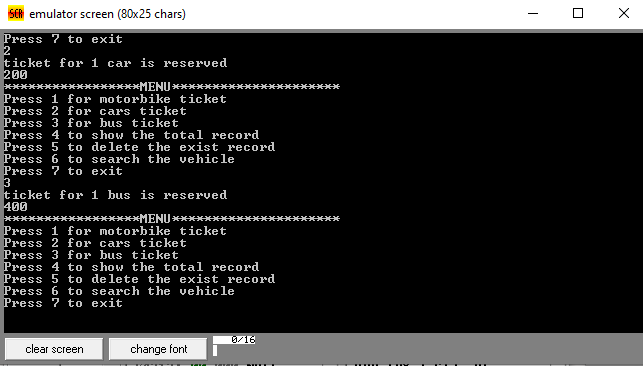 SCR emulator screen (80x25 chars)
Press 7 to exit
2
ticket for 1 car is reserved
200
*****************MENU*********************
Press 1 for motorbike ticket
Press 2 for cars ticket
Press 3 for bus ticket
Press 4 to show the total record
Press 5 to delete the exist record
Press 6 to search the vehicle
Press 7 to exit
3
ticket for 1 bus is reserved
400
*****************MENU*********************
Press 1 for motorbike ticket
Press 2 for cars ticket
Press 3 for bus ticket
Press 4 to show the total record
Press 5 to delete the exist record
Press 6 to search the vehicle
Press 7 to exit
clear screen change font 0/16